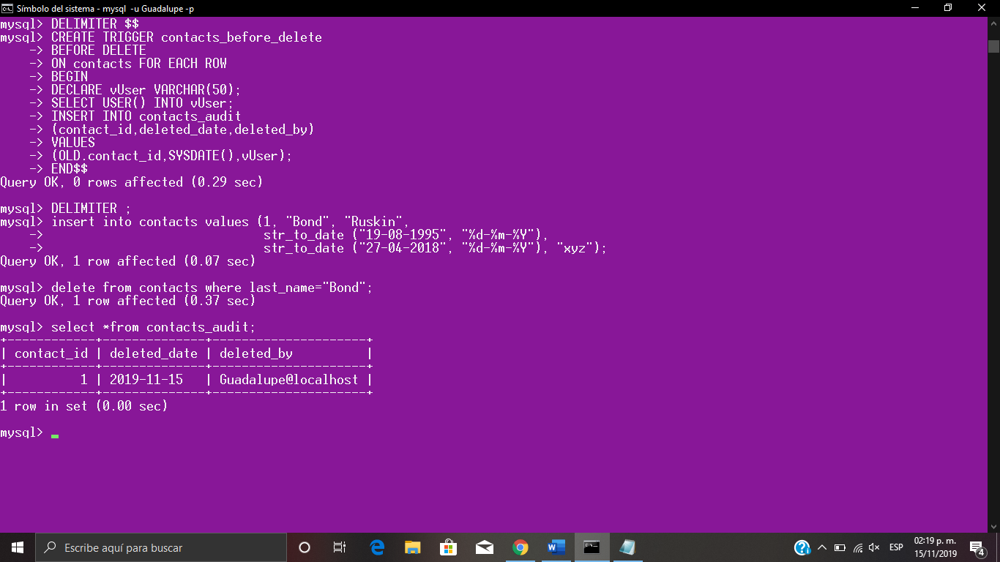 Símbolo del sistema - mysql -u Guadalupe -p
mysql> DELIMITER $$
mysql> CREATE TRIGGER contacts_before_delete
    -> BEFORE DELETE
    -> ON contacts FOR EACH ROW
    -> BEGIN
    -> DECLARE vUser VARCHAR(50);
    -> SELECT USER() INTO vUser;
    -> INSERT INTO contacts_audit
    -> (contact_id,deleted_date,deleted_by)
    -> VALUES
    -> (OLD.contact_id,SYSDATE(),vUser);
    -> END$$
Query OK, 0 rows affected (0.29 sec)
mysql> DELIMITER ;
mysql> insert into contacts values (1, "Bond", "Ruskin",
    ->                              str_to_date ("19-08-1995", "%d-%m-%Y"),
    ->                              str_to_date ("27-04-2018", "%d-%m-%Y"), "xyz");
Query OK, 1 row affected (0.07 sec)
mysql> delete from contacts where last_name="Bond";
Query OK, 1 row affected (0.37 sec)
mysql> select *from contacts_audit;
+------------+--------------+---------------------+
| contact_id | deleted_date | deleted_by          |
+------------+--------------+---------------------+
|          1 | 2019-11-15   | Guadalupe@localhost |
+------------+--------------+---------------------+
1 row in set (0.00 sec)
mysql>
Escribe aquí para buscar
ESP
02:19 p. m.
15/11/2019
4